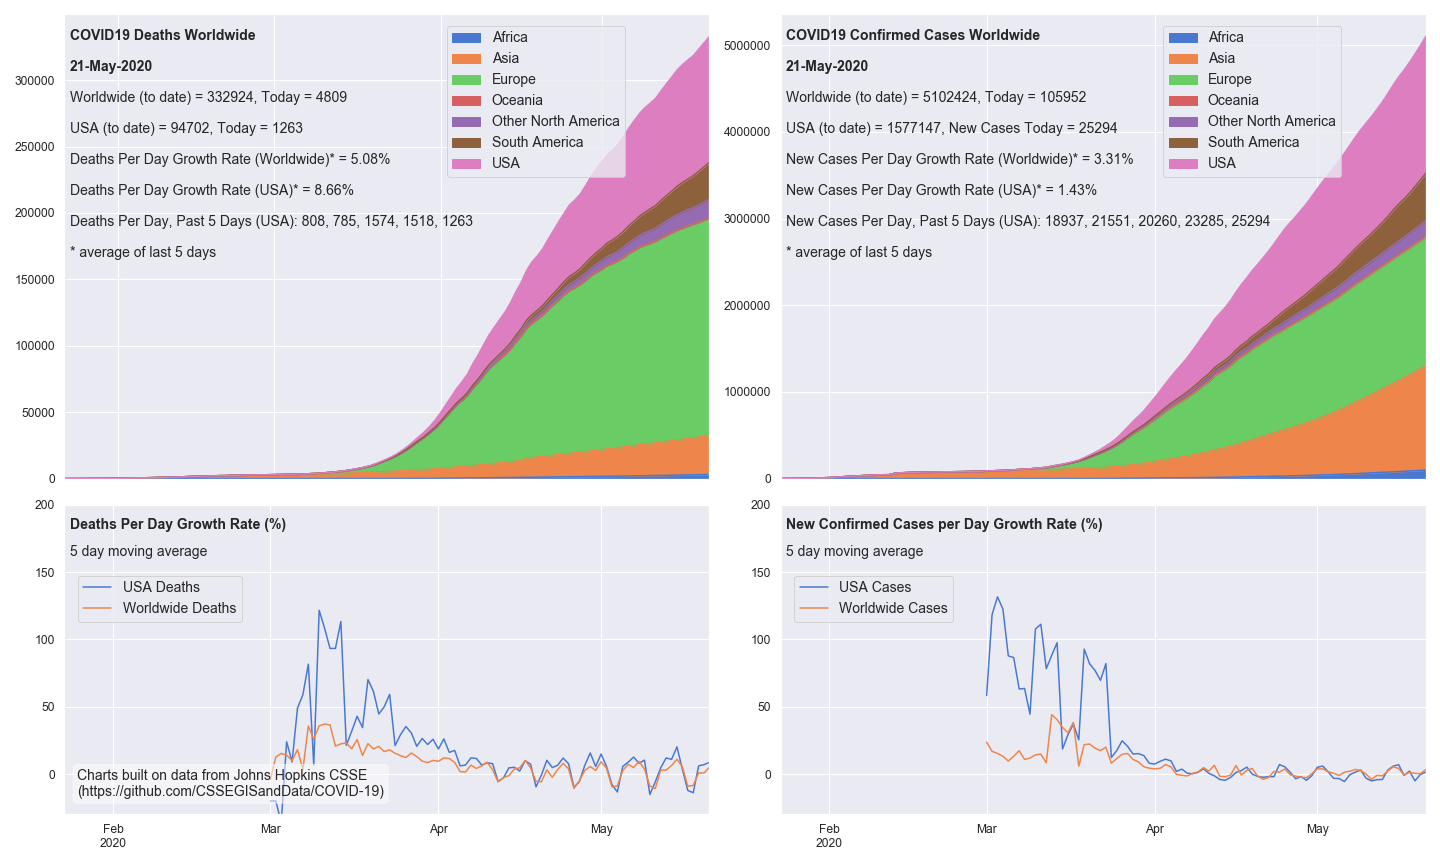 COVID19 Deaths Worldwide
21-May-2020
Worldwide (to date) = 332924, Today = 4809
USA (to date) = 94702, Today = 1263
Deaths Per Day Growth Rate (Worldwide)* = 5.08%
Deaths Per Day Growth Rate (USA)* = 8.66%
Deaths Per Day, Past 5 Days (USA): 808, 785, 1574, 1518, 1263
* average of last 5 days
Africa
Asia
Europe
Oceania
Other North America
South America
USA
300000
250000
200000
150000
100000
50000
0
COVID19 Confirmed Cases Worldwide
21-May-2020
Worldwide (to date) = 5102424, Today = 105952
USA (to date) = 1577147, New Cases Today = 25294
New Cases Per Day Growth Rate (Worldwide)* = 3.31%
New Cases Per Day Growth Rate (USA)* = 1.43%
New Cases Per Day, Past 5 Days (USA): 18937, 21551, 20260, 23285, 25294
* average of last 5 days
Africa
Asia
Europe
Oceania
Other North America
South America
USA
5000000
4000000
3000000
2000000
1000000
0
Deaths Per Day Growth Rate (%)
5 day moving average
USA Deaths
Worldwide Deaths
200
150
100
50
0
Charts built on data from Johns Hopkins CSSE
(https://github.com/CSSEGISandData/COVID-19)
Feb
2020
Mar
Apr
May
New Confirmed Cases per Day Growth Rate (%)
5 day moving average
USA Cases
Worldwide Cases
200
150
100
50
0
Feb
2020
Mar
Apr
May